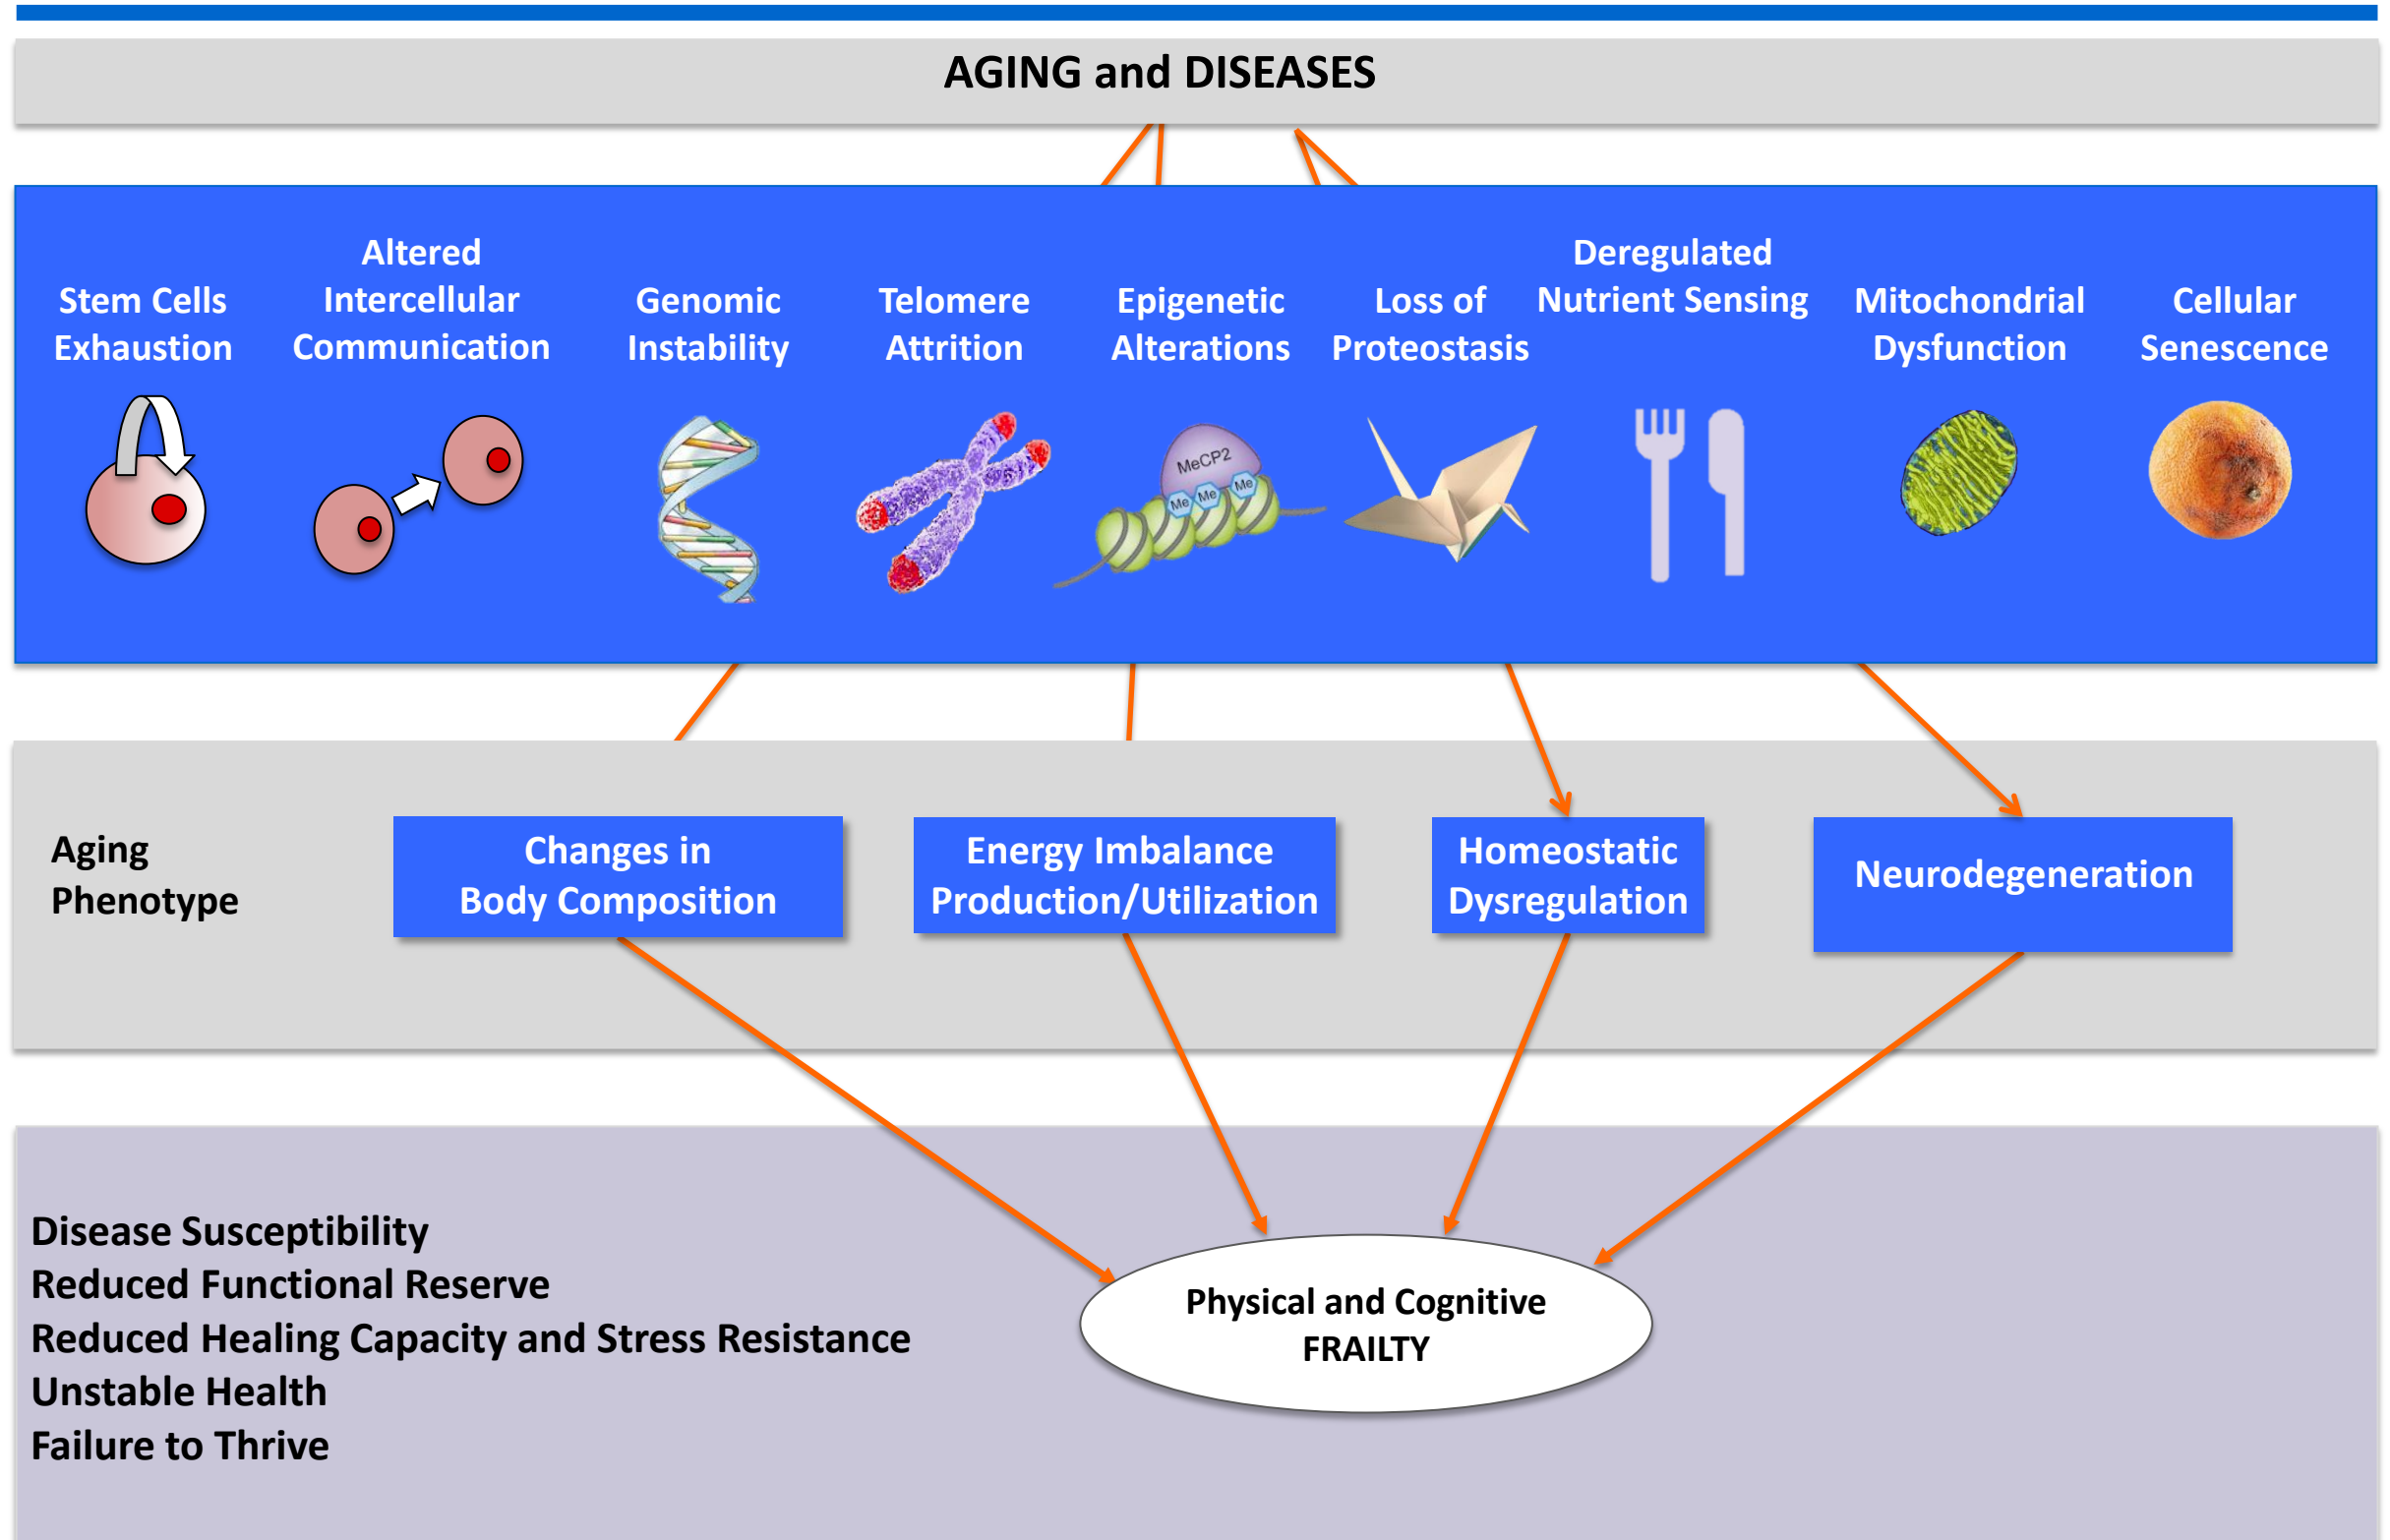 AGING and DISEASES
Stem Cells
Exhaustion
Altered
Intercellular
Communication
Genomic
Instability
Telomere
Attrition
Epigenetic
Alterations
Loss of
Proteostasis
Deregulated
Nutrient Sensing
Mitochondrial
Dysfunction
Cellular
Senescence
MeCP2
Me
Me
Me
Aging
Phenotype
Changes in
Body Composition
Energy Imbalance
Production/Utilization
Homeostatic
Dysregulation
Neurodegeneration
Disease Susceptibility
Reduced Functional Reserve
Reduced Healing Capacity and Stress Resistance
Unstable Health
Failure to Thrive
Physical and Cognitive
FRAILTY